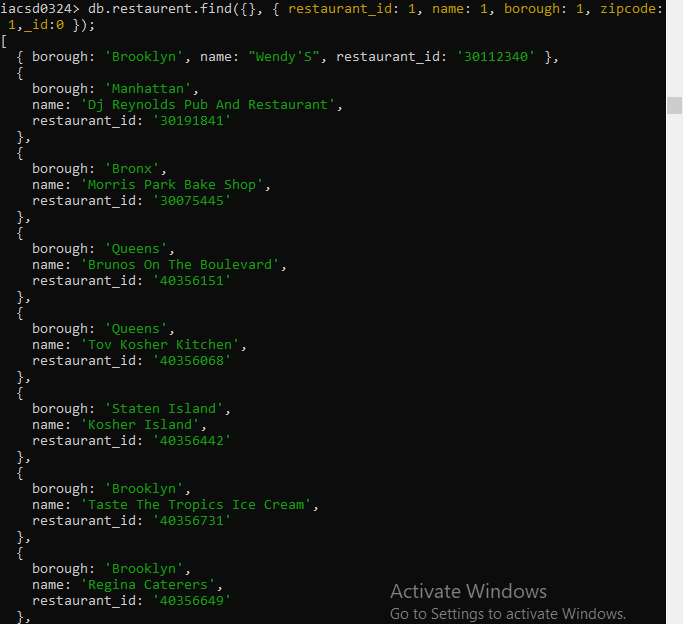 iacsd0324> db.restaurent.find({}, { restaurant_id: 1, name: 1, borough: 1, zipcode:
1,_id:0 });
[
{ borough: 'Brooklyn', name: "Wendy'S", restaurant_id: '30112340' },
{
borough: 'Manhattan',
name: 'Dj Reynolds Pub And Restaurant',
restaurant_id: '30191841'
},
{
borough: 'Bronx',
name: 'Morris Park Bake Shop',
restaurant_id: '30075445'
},
{
borough: 'Queens',
name: 'Brunos On The Boulevard',
restaurant_id: '40356151'
},
{
borough: 'Queens',
name: 'Tov Kosher Kitchen',
restaurant_id: '40356068'
},
{
borough: 'Staten Island',
name: 'Kosher Island',
restaurant_id: '40356442'
},
{
borough: 'Brooklyn',
name: 'Taste The Tropics Ice Cream',
restaurant_id: '40356731'
},
{
borough: 'Brooklyn',
name: 'Regina Caterers',
restaurant_id: '40356649'
},
Activate Windows
Go to Settings to activate Windows.